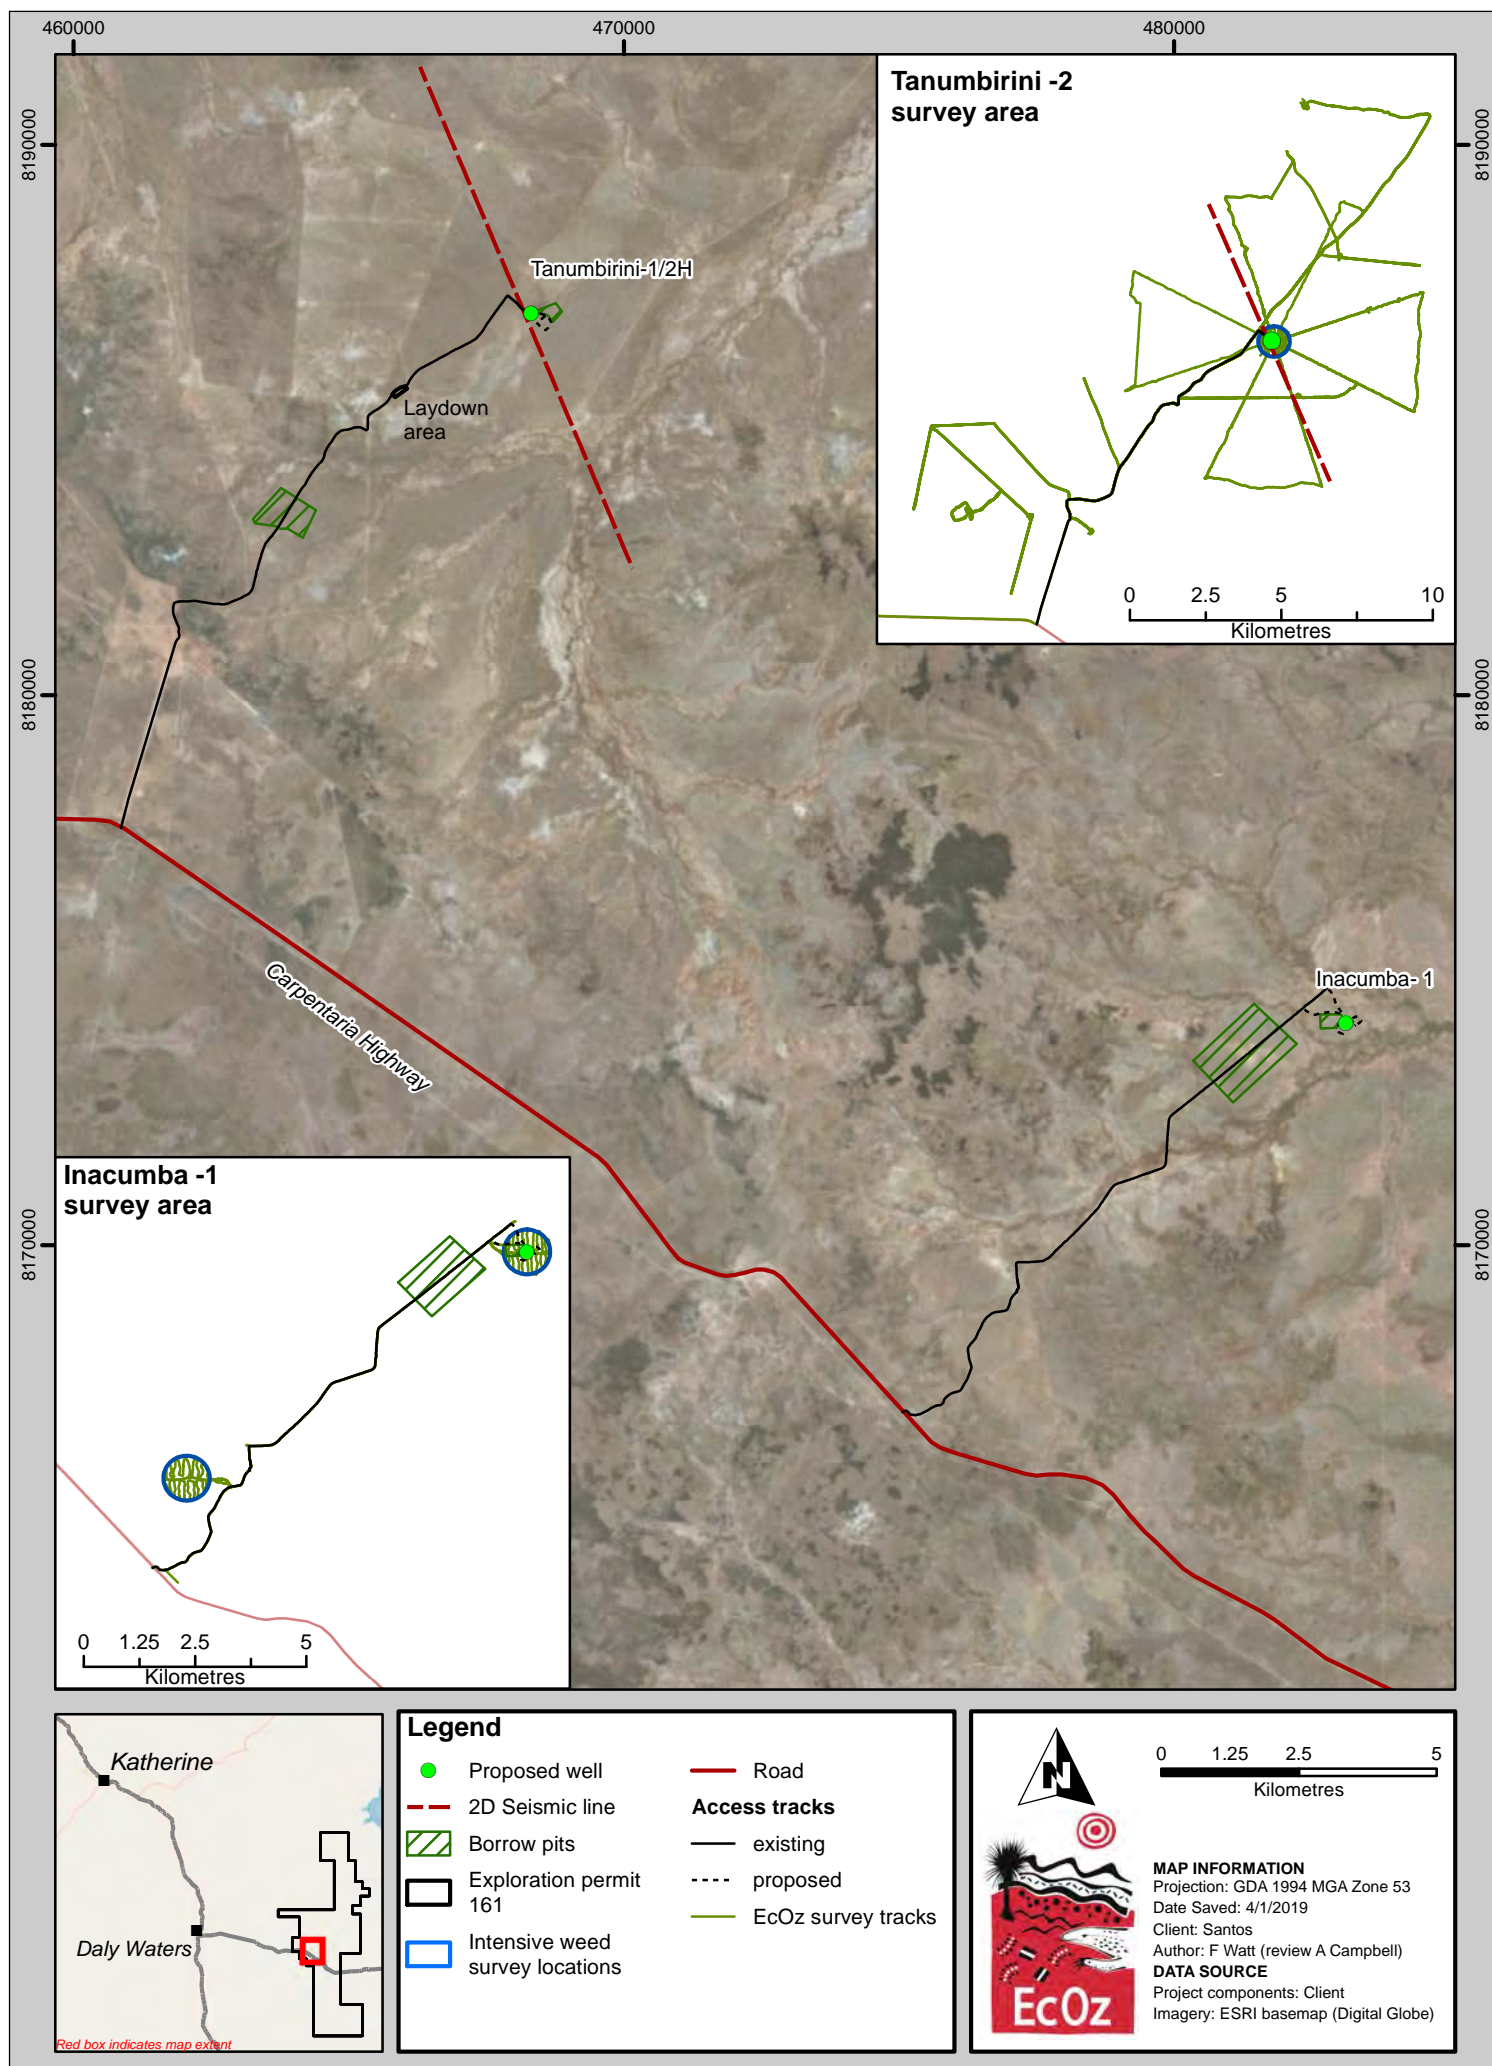 460000
470000
480000
8190000
8190000
8180000
8180000
8170000
8170000
Tanumbirini -2
survey area
0 2.5 5 10
Kilometres
Tanumbirini-1/2H
Laydown
area
Carpentaria Highway
Inacumba- 1
Inacumba -1
survey area
0 1.25 2.5 5
Kilometres
Katherine
Daly Waters
Red box indicates map extent
Legend
Proposed well
2D Seismic line
Borrow pits
Exploration permit
161
Intensive weed
survey locations
Road
Access tracks
existing
proposed
EcOz survey tracks
N
0 1.25 2.5 5
Kilometres
EcOz
MAP INFORMATION
Projection: GDA 1994 MGA Zone 53
Date Saved: 4/1/2019
Client: Santos
Author: F Watt (review A Campbell)
DATA SOURCE
Project components: Client
Imagery: ESRI basemap (Digital Globe)